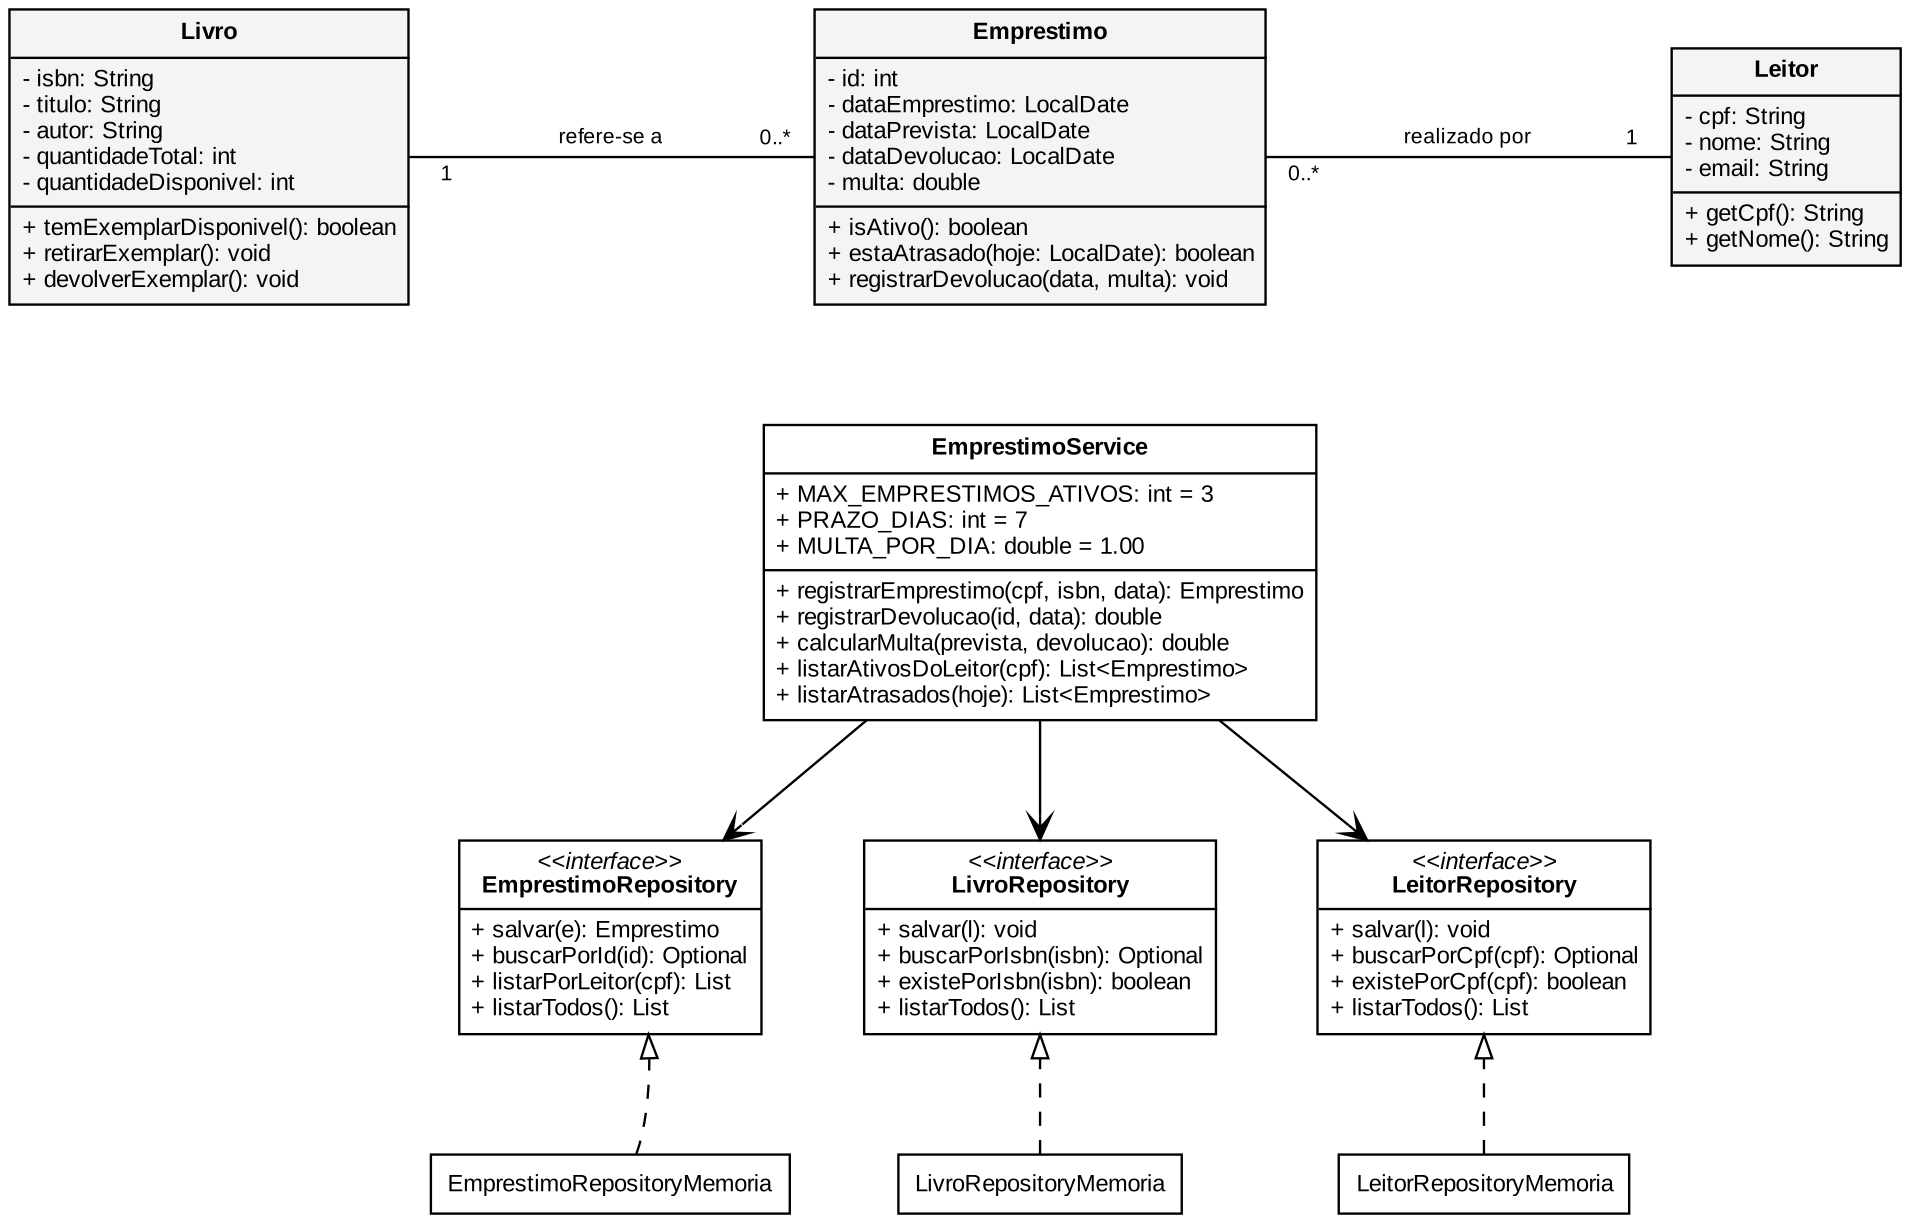 Livro
- isbn: String
- titulo: String
- autor: String
- quantidadeTotal: int
- quantidadeDisponivel: int
+ temExemplarDisponivel(): boolean
+ retirarExemplar(): void
+ devolverExemplar(): void
refere-se a
1
0..*
Emprestimo
- id: int
- dataEmprestimo: LocalDate
- dataPrevista: LocalDate
- dataDevolucao: LocalDate
- multa: double
+ isAtivo(): boolean
+ estaAtrasado(hoje: LocalDate): boolean
+ registrarDevolucao(data, multa): void
realizado por
0..*
1
Leitor
- cpf: String
- nome: String
- email: String
+ getCpf(): String
+ getNome(): String
EmprestimoService
+ MAX_EMPRESTIMOS_ATIVOS: int = 3
+ PRAZO_DIAS: int = 7
+ MULTA_POR_DIA: double = 1.00
+ registrarEmprestimo(cpf, isbn, data): Emprestimo
+ registrarDevolucao(id, data): double
+ calcularMulta(prevista, devolucao): double
+ listarAtivosDoLeitor(cpf): List<Emprestimo>
+ listarAtrasados(hoje): List<Emprestimo>
<<interface>>
EmprestimoRepository
+ salvar(e): Emprestimo
+ buscarPorId(id): Optional
+ listarPorLeitor(cpf): List
+ listarTodos(): List
<<interface>>
LivroRepository
+ salvar(l): void
+ buscarPorIsbn(isbn): Optional
+ existePorIsbn(isbn): boolean
+ listarTodos(): List
<<interface>>
LeitorRepository
+ salvar(l): void
+ buscarPorCpf(cpf): Optional
+ existePorCpf(cpf): boolean
+ listarTodos(): List
EmprestimoRepositoryMemoria
LivroRepositoryMemoria
LeitorRepositoryMemoria